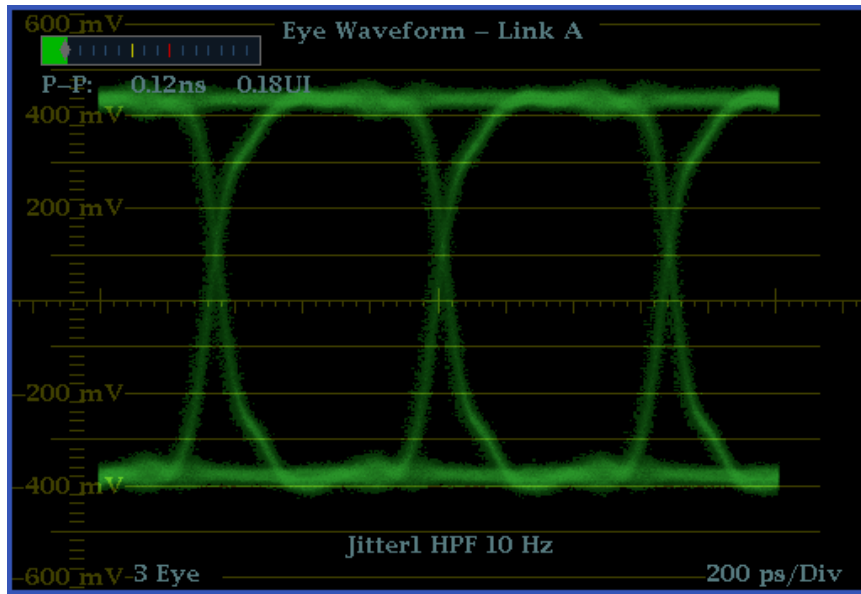 600 mV
Eye Waveform – Link A
P–P: 0.12ns 0.18UI
400 mV
200 mV
-200 mV
-400 mV
Jitter1 HPF 10 Hz
-600 mV
3 Eye
200 ps/Div